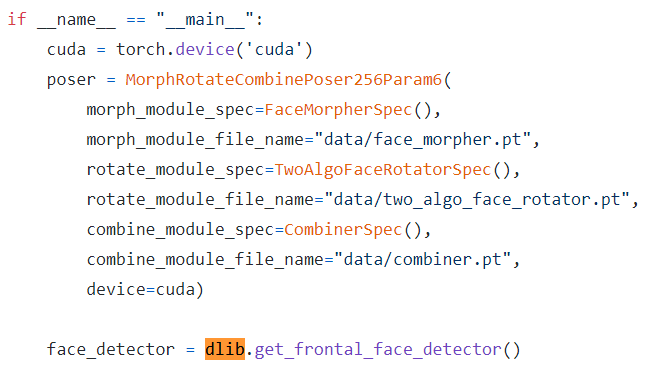 if __name__ == "__main__":
    cuda = torch.device('cuda')
    poser = MorphRotateCombinePoser256Param6(
        morph_module_spec=FaceMorpherSpec(),
        morph_module_file_name="data/face_morpher.pt",
        rotate_module_spec=TwoAlgoFaceRotatorSpec(),
        rotate_module_file_name="data/two_algo_face_rotator.pt",
        combine_module_spec=CombinerSpec(),
        combine_module_file_name="data/combiner.pt",
        device=cuda)
    face_detector = dlib.get_frontal_face_detector()